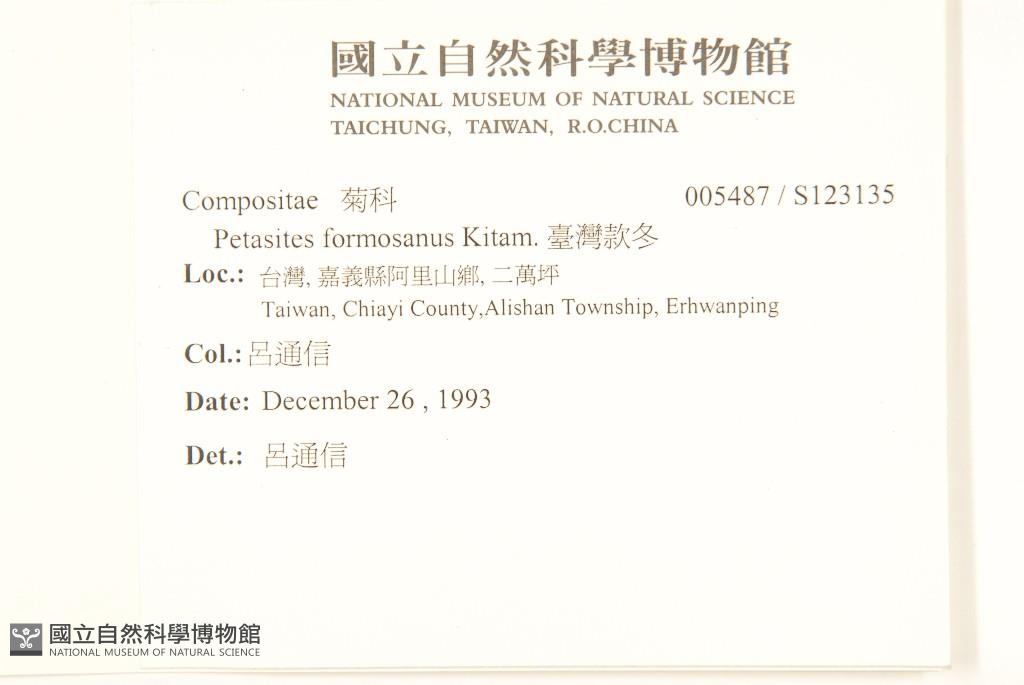 國立自然科學博物館
NATIONAL MUSEUM OF NATURAL SCIENCE
TAICHUNG, TAIWAN, R.O.CHINA
Compositae 菊科 005487 / S123135
Petasites formosanus Kitam. 臺灣款冬
Loc.: 台灣, 嘉義縣阿里山鄉, 二萬坪
Taiwan, Chiayi County,Alishan Township, Erhwanping
Col.: 呂通信
Date: December 26 , 1993
Det.: 呂通信
國立自然科學博物館
NATIONAL MUSEUM OF NATURAL SCIENCE